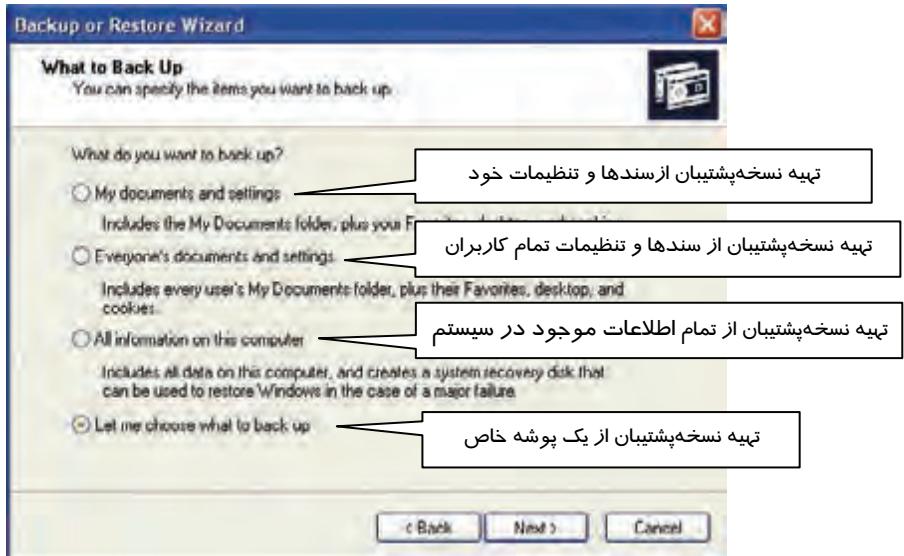 Backup or Restore Wizard
What to Back Up
You can specify the items you want to back up.
What do you want to back up?
My documents and settings
تهیه نسخه‌پشتیبان ازسندها و تنظیمات خود
Includes the My Documents folder, plus your
Everyone's documents and settings
تهیه نسخه‌پشتیبان از سندها و تنظیمات تمام کاربران
Includes every user's My Documents folder, plus their Favorites, desktop, and
cookies.
All information on this computer
تهیه نسخه‌پشتیبان از تمام اطلاعات موجود در سیستم
Includes all data on this computer, and creates a system recovery disk that
can be used to restore Windows in the case of a major failure.
Let me choose what to back up
تهیه نسخه‌پشتیبان از یک پوشه خاص
< Back
Next >
Cancel